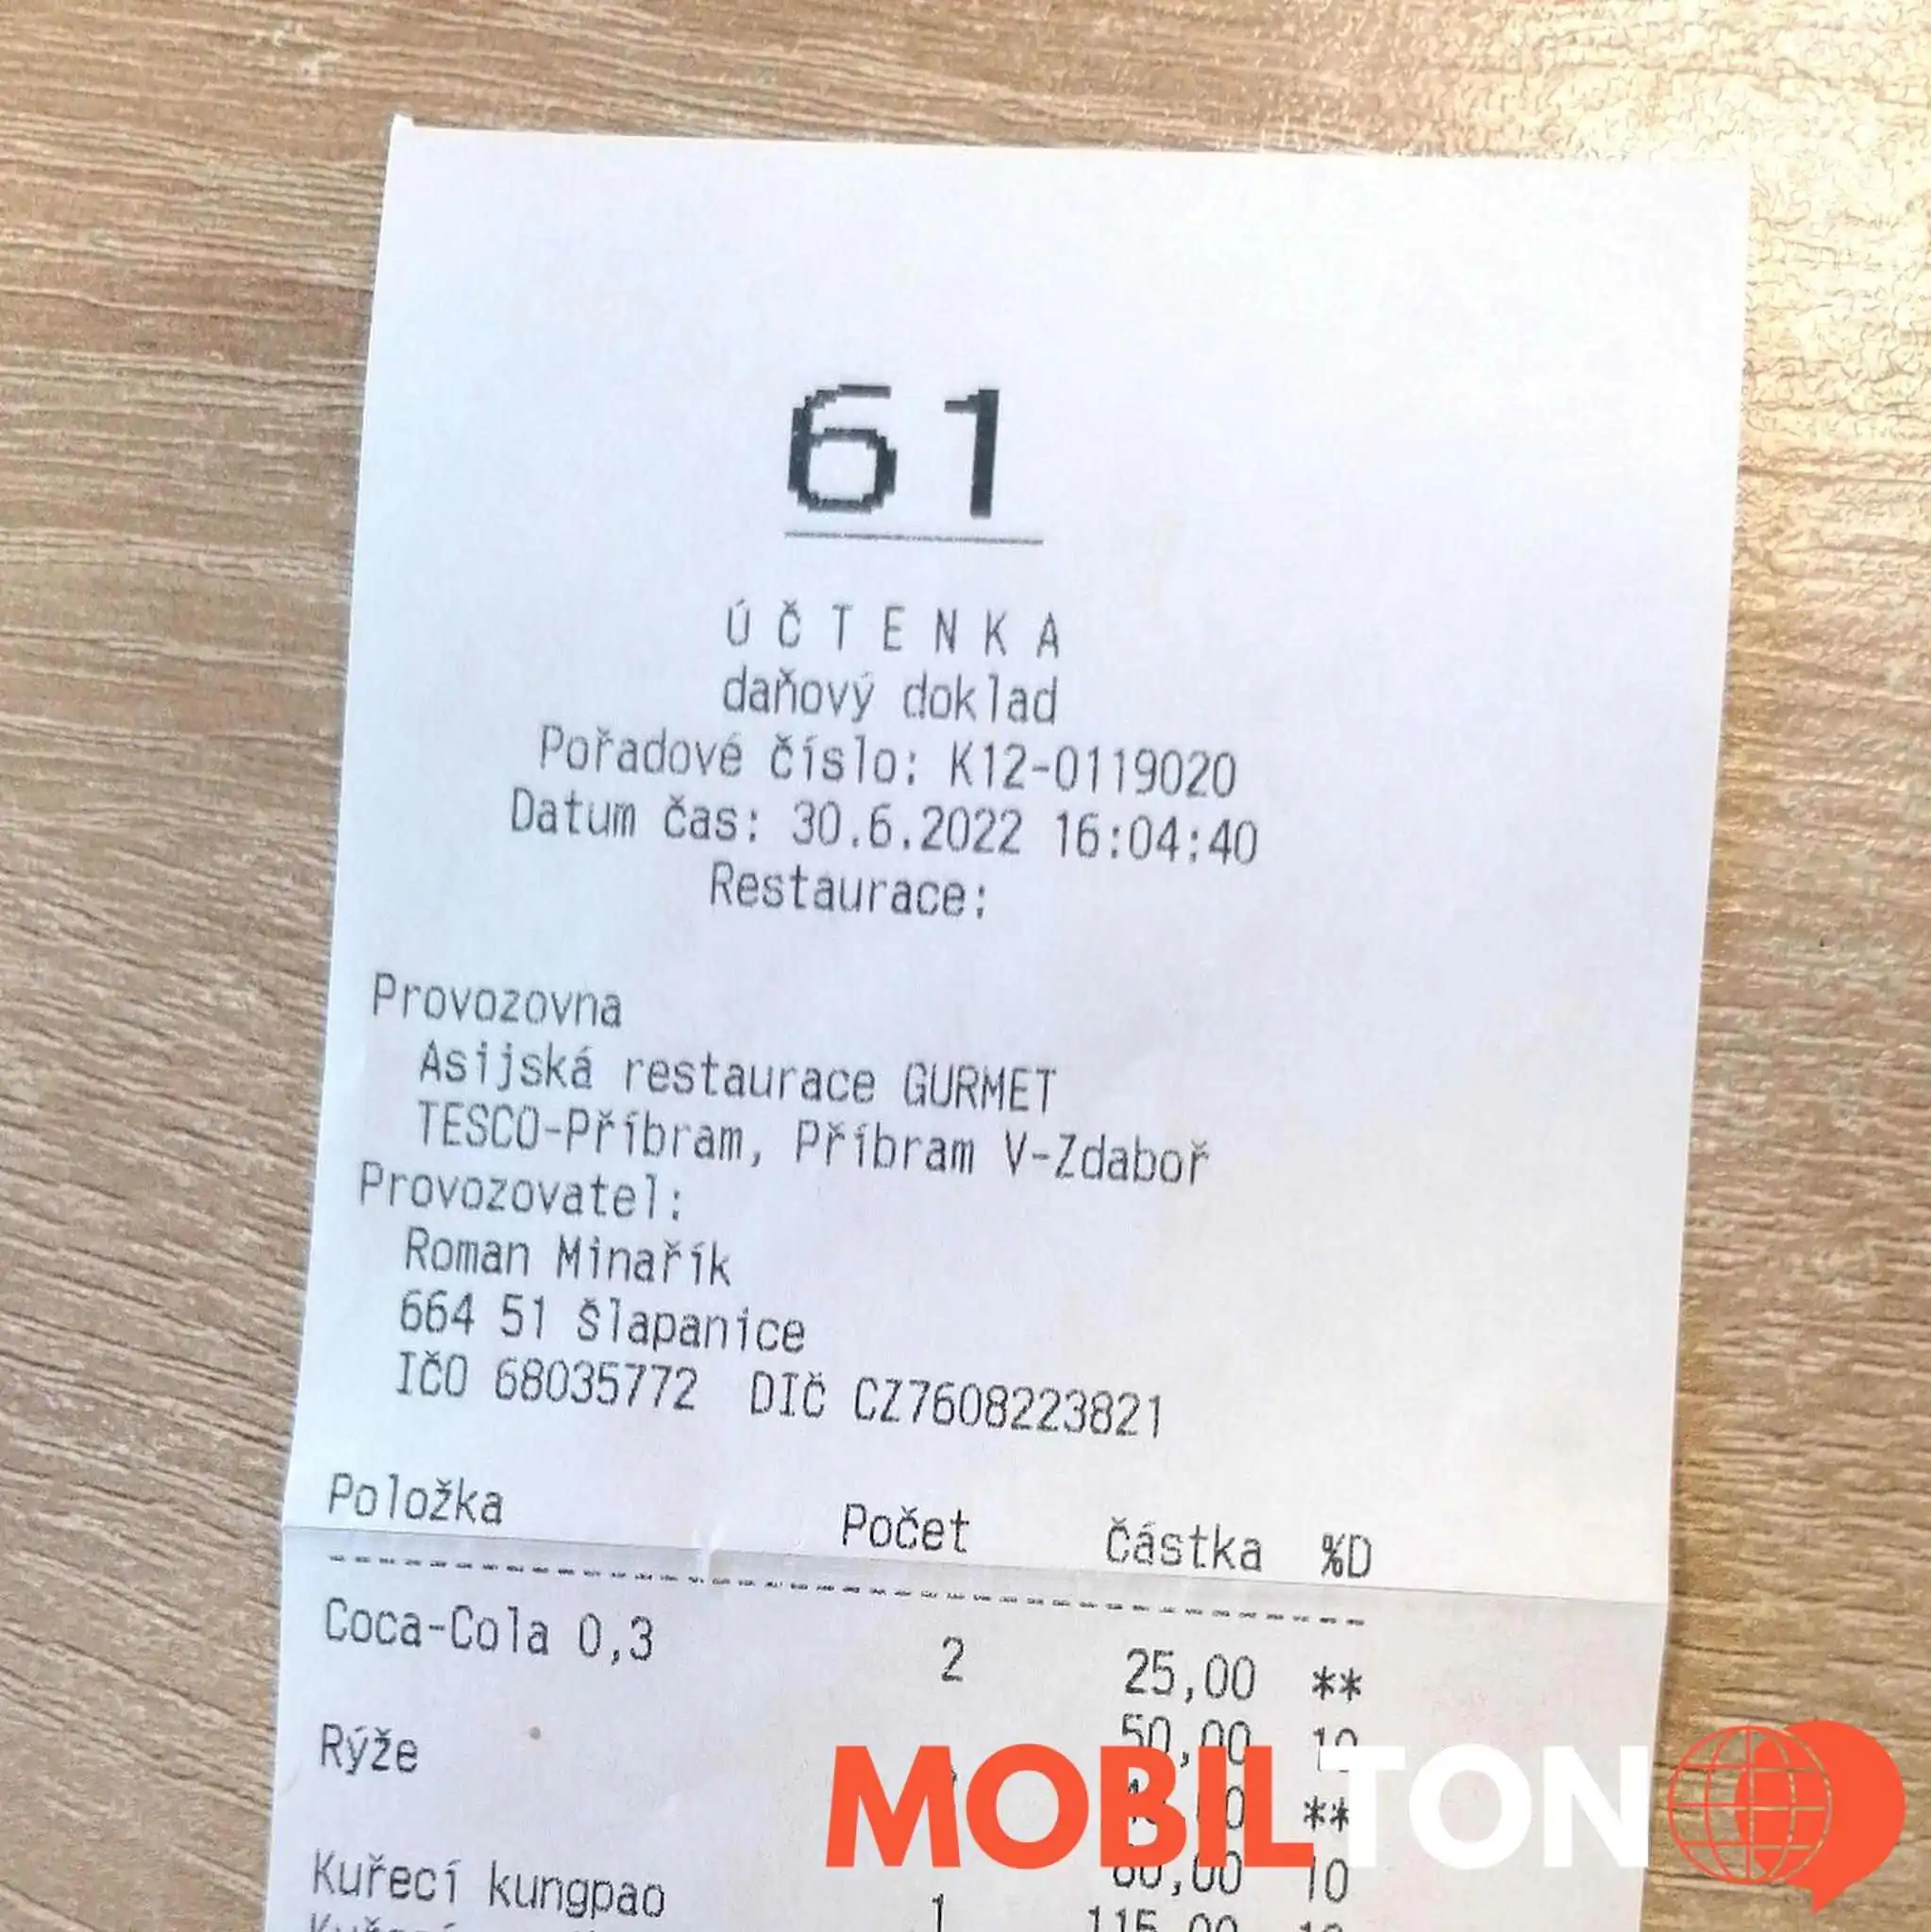 61
ÚČTENKA
daňový doklad
Pořadové číslo: K12-0119020
Datum čas: 30.6.2022 16:04:40
Restaurace:
Provozovna
Asijská restaurace GURMET
TESCO-Příbram, Příbram V-Zdaboř
Provozovatel:
Roman Minařík
664 51 Šlapanice
IČO 68035772 DIČ CZ7608223821
Položka Počet Částka %D
Coca-Cola 0,3 2 25,00 **
50,00 10
Rýže **
10
Kuřecí kungpao 1
MOBILTON